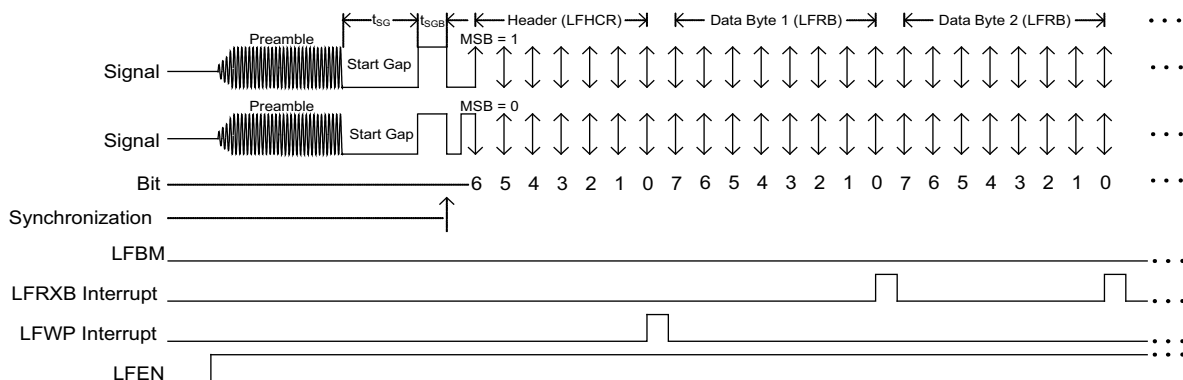 tSG tSGB Header (LFHCR) Data Byte 1 (LFRB) Data Byte 2 (LFRB) • • •
Preamble MSB = 1
Signal Start Gap • • •
Preamble MSB = 0
Signal Start Gap • • •
Bit 6 5 4 3 2 1 0 7 6 5 4 3 2 1 0 7 6 5 4 3 2 1 0 • • •
Synchronization
LFBM • • •
LFRXB Interrupt • • •
LFWP Interrupt • • •
LFEN • • •